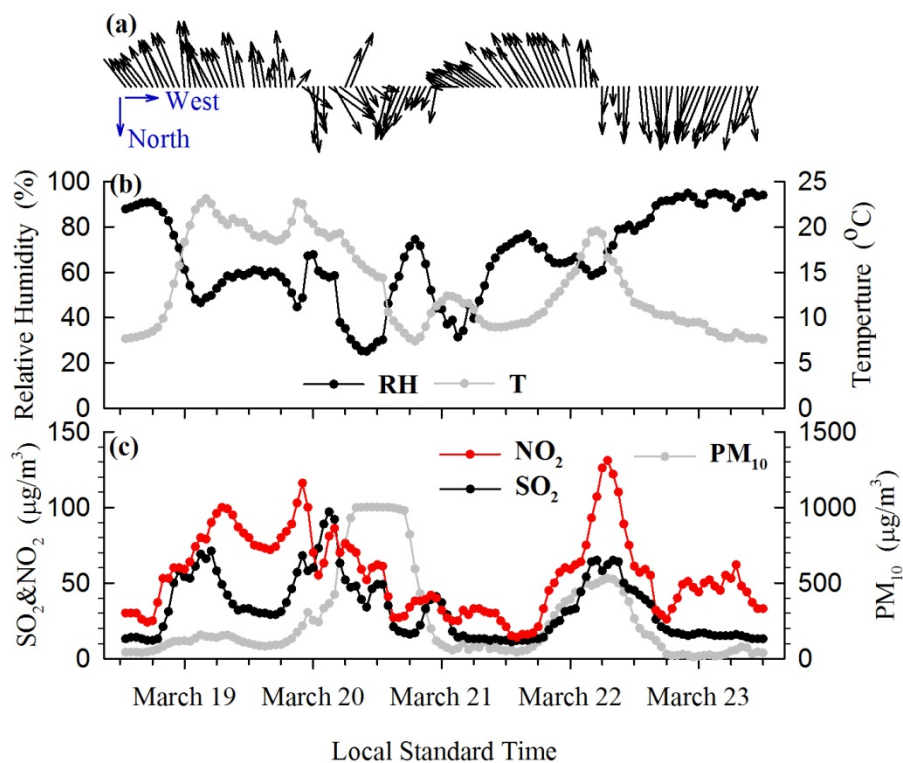 (a)
West
North
(b)
Relative Humidity (%)
100
80
60
40
20
0
RH
T
25
20
15
10
5
0
Temperture (°C)
(c)
SO₂&NO₂ (µg/m³)
150
100
50
0
NO₂
SO₂
PM₁₀
1500
1000
500
0
PM₁₀ (µg/m³)
March 19 March 20 March 21 March 22 March 23
Local Standard Time